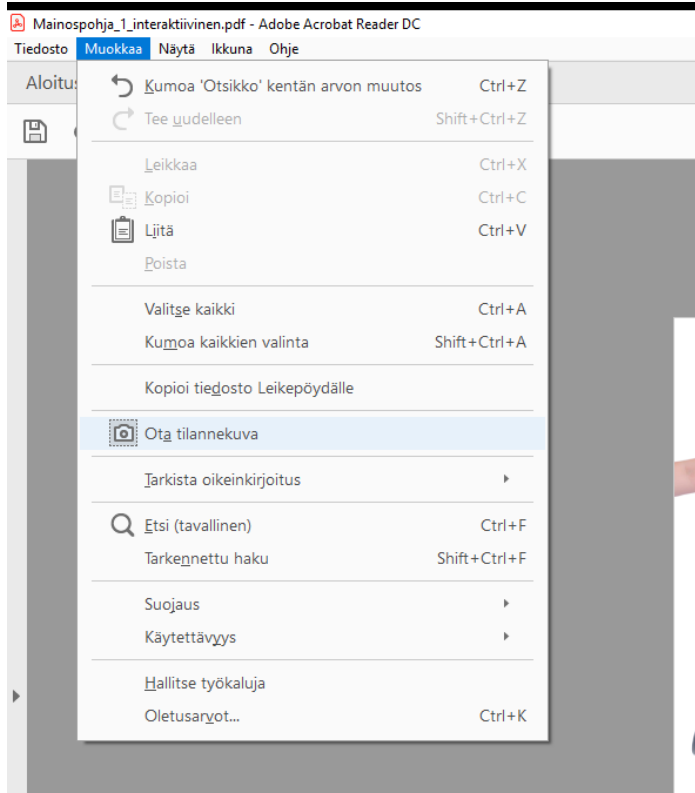 Mainospohja_1_interaktiivinen.pdf - Adobe Acrobat Reader DC
Tiedosto Muokkaa Näytä Ikkuna Ohje
Aloitus
Kumoa 'Otsikko' kentän arvon muutos Ctrl+Z
Tee uudelleen Shift+Ctrl+Z
Leikkaa Ctrl+X
Kopioi Ctrl+C
Liitä Ctrl+V
Poista
Valitse kaikki Ctrl+A
Kumoa kaikkien valinta Shift+Ctrl+A
Kopioi tiedosto Leikepöydälle
Ota tilannekuva
Tarkista oikeinkirjoitus
Etsi (tavallinen) Ctrl+F
Tarkennettu haku Shift+Ctrl+F
Suojaus
Käytettävyys
Hallitse työkaluja
Oletusarvot... Ctrl+K